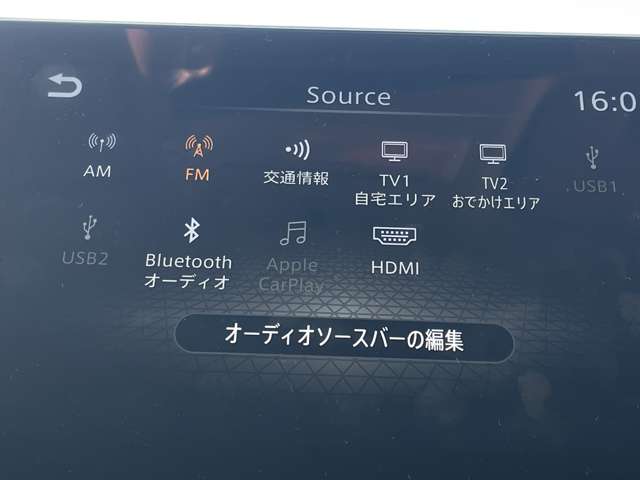 Source
16:0
AM
FM
交通情報
TV1
自宅エリア
TV2
おでかけエリア
USB1
USB2
Bluetooth
オーディオ
Apple
CarPlay
HDMI
オーディオソースバーの編集